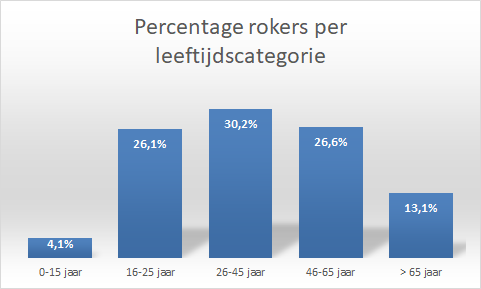 Percentage rokers per
leeftijdscategorie
4,1%
26,1%
30,2%
26,6%
13,1%
0-15 jaar
16-25 jaar
26-45 jaar
46-65 jaar
> 65 jaar